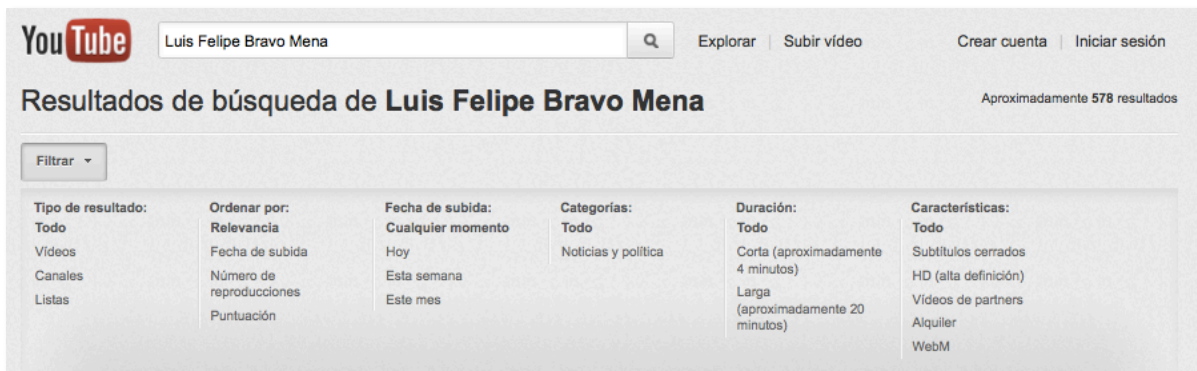 YouTube
Luis Felipe Bravo Mena
Explorar | Subir vídeo
Crear cuenta | Iniciar sesión
Resultados de búsqueda de Luis Felipe Bravo Mena
Aproximadamente 578 resultados
Filtrar
Tipo de resultado:
Todo
Vídeos
Canales
Listas
Ordenar por:
Relevancia
Fecha de subida
Número de
reproducciones
Puntuación
Fecha de subida:
Cualquier momento
Hoy
Esta semana
Este mes
Categorías:
Todo
Noticias y política
Duración:
Todo
Corta (aproximadamente
4 minutos)
Larga
(aproximadamente 20
minutos)
Características:
Todo
Subtítulos cerrados
HD (alta definición)
Vídeos de partners
Alquiler
WebM